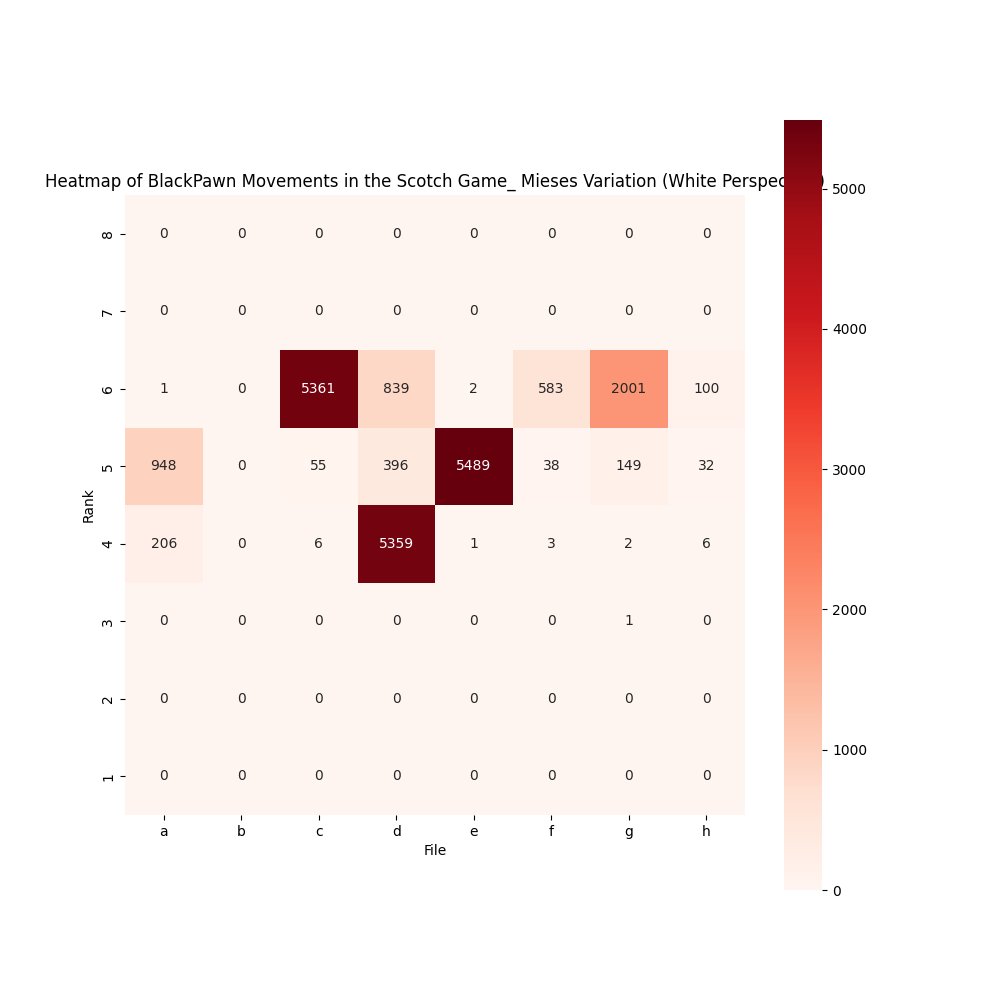 Heatmap of BlackPawn Movements in the Scotch Game_ Mieses Variation (White Perspec )
8 0 0 0 0 0 0 0 0
7 0 0 0 0 0 0 0 0
6 1 0 5361 839 2 583 2001 100
5 948 0 55 396 5489 38 149 32
4 206 0 6 5359 1 3 2 6
3 0 0 0 0 0 0 1 0
2 0 0 0 0 0 0 0 0
1 0 0 0 0 0 0 0 0
a b c d e f g h
File
Rank
5000
4000
3000
2000
1000
0